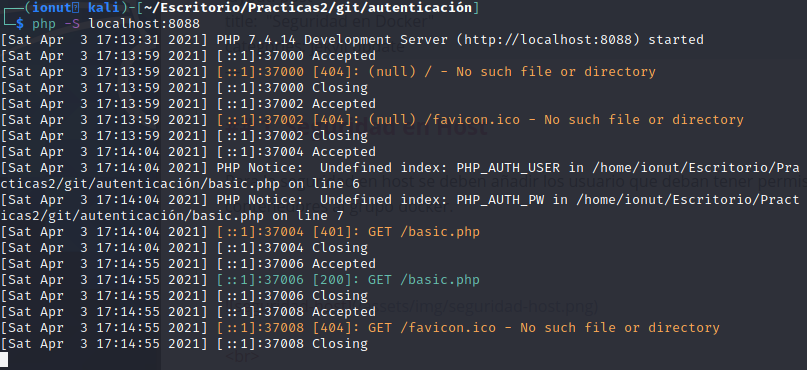 ┌──(ionut㉿kali)-[~/Escritorio/Practicas2/git/autenticación]
└─$ php -S localhost:8088
[Sat Apr  3 17:13:31 2021] PHP 7.4.14 Development Server (http://localhost:8088) started
[Sat Apr  3 17:13:59 2021] [::1]:37000 Accepted
[Sat Apr  3 17:13:59 2021] [::1]:37000 [404]: (null) / - No such file or directory
[Sat Apr  3 17:13:59 2021] [::1]:37000 Closing
[Sat Apr  3 17:13:59 2021] [::1]:37002 Accepted
[Sat Apr  3 17:13:59 2021] [::1]:37002 [404]: (null) /favicon.ico - No such file or directory
[Sat Apr  3 17:13:59 2021] [::1]:37002 Closing
[Sat Apr  3 17:14:04 2021] [::1]:37004 Accepted
[Sat Apr  3 17:14:04 2021] PHP Notice:  Undefined index: PHP_AUTH_USER in /home/ionut/Escritorio/Pra
cticas2/git/autenticación/basic.php on line 6
[Sat Apr  3 17:14:04 2021] PHP Notice:  Undefined index: PHP_AUTH_PW in /home/ionut/Escritorio/Pract
icas2/git/autenticación/basic.php on line 7
[Sat Apr  3 17:14:04 2021] [::1]:37004 [401]: GET /basic.php
[Sat Apr  3 17:14:04 2021] [::1]:37004 Closing
[Sat Apr  3 17:14:55 2021] [::1]:37006 Accepted
[Sat Apr  3 17:14:55 2021] [::1]:37006 [200]: GET /basic.php
[Sat Apr  3 17:14:55 2021] [::1]:37006 Closing
[Sat Apr  3 17:14:55 2021] [::1]:37008 Accepted
[Sat Apr  3 17:14:55 2021] [::1]:37008 [404]: GET /favicon.ico - No such file or directory
[Sat Apr  3 17:14:55 2021] [::1]:37008 Closing